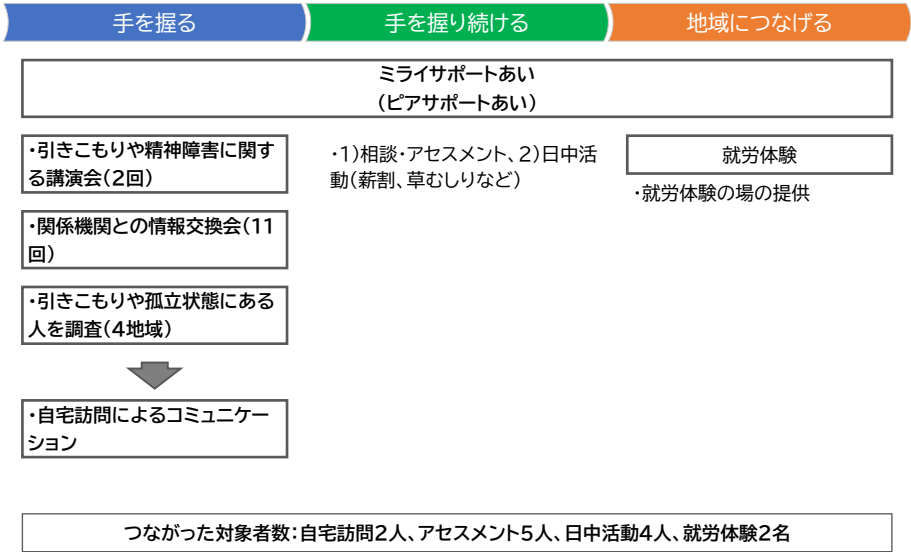 手を握る
手を握り続ける
地域につなげる
ミライサポートあい
（ピアサポートあい）
・引きこもりや精神障害に関す
る講演会（2回）
・関係機関との情報交換会（11
回）
・引きこもりや孤立状態にある
人を調査（4地域）
・自宅訪問によるコミュニケー
ション
・1）相談・アセスメント、2）日中活
動（薪割、草むしりなど）
就労体験
・就労体験の場の提供
つながった対象者数：自宅訪問2人、アセスメント5人、日中活動4人、就労体験2名